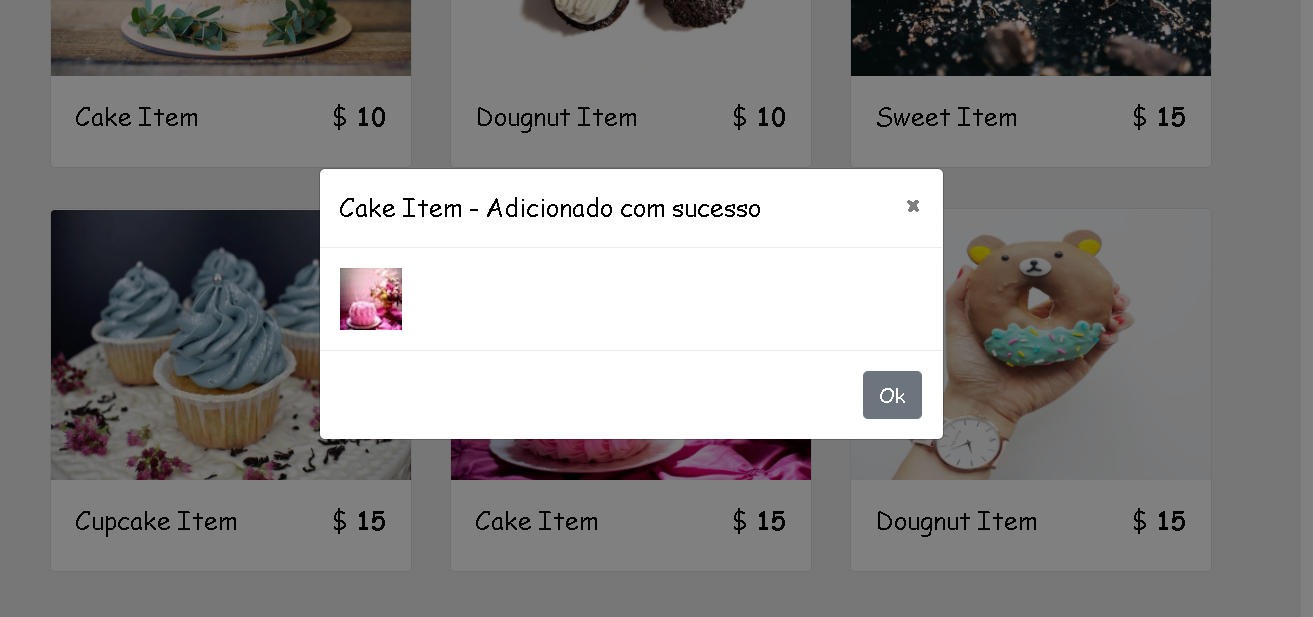 Cake Item $ 10
Dougnut Item $ 10
Sweet Item $ 15
Cake Item - Adicionado com sucesso ×
Ok
Cupcake Item $ 15
Cake Item $ 15
Dougnut Item $ 15